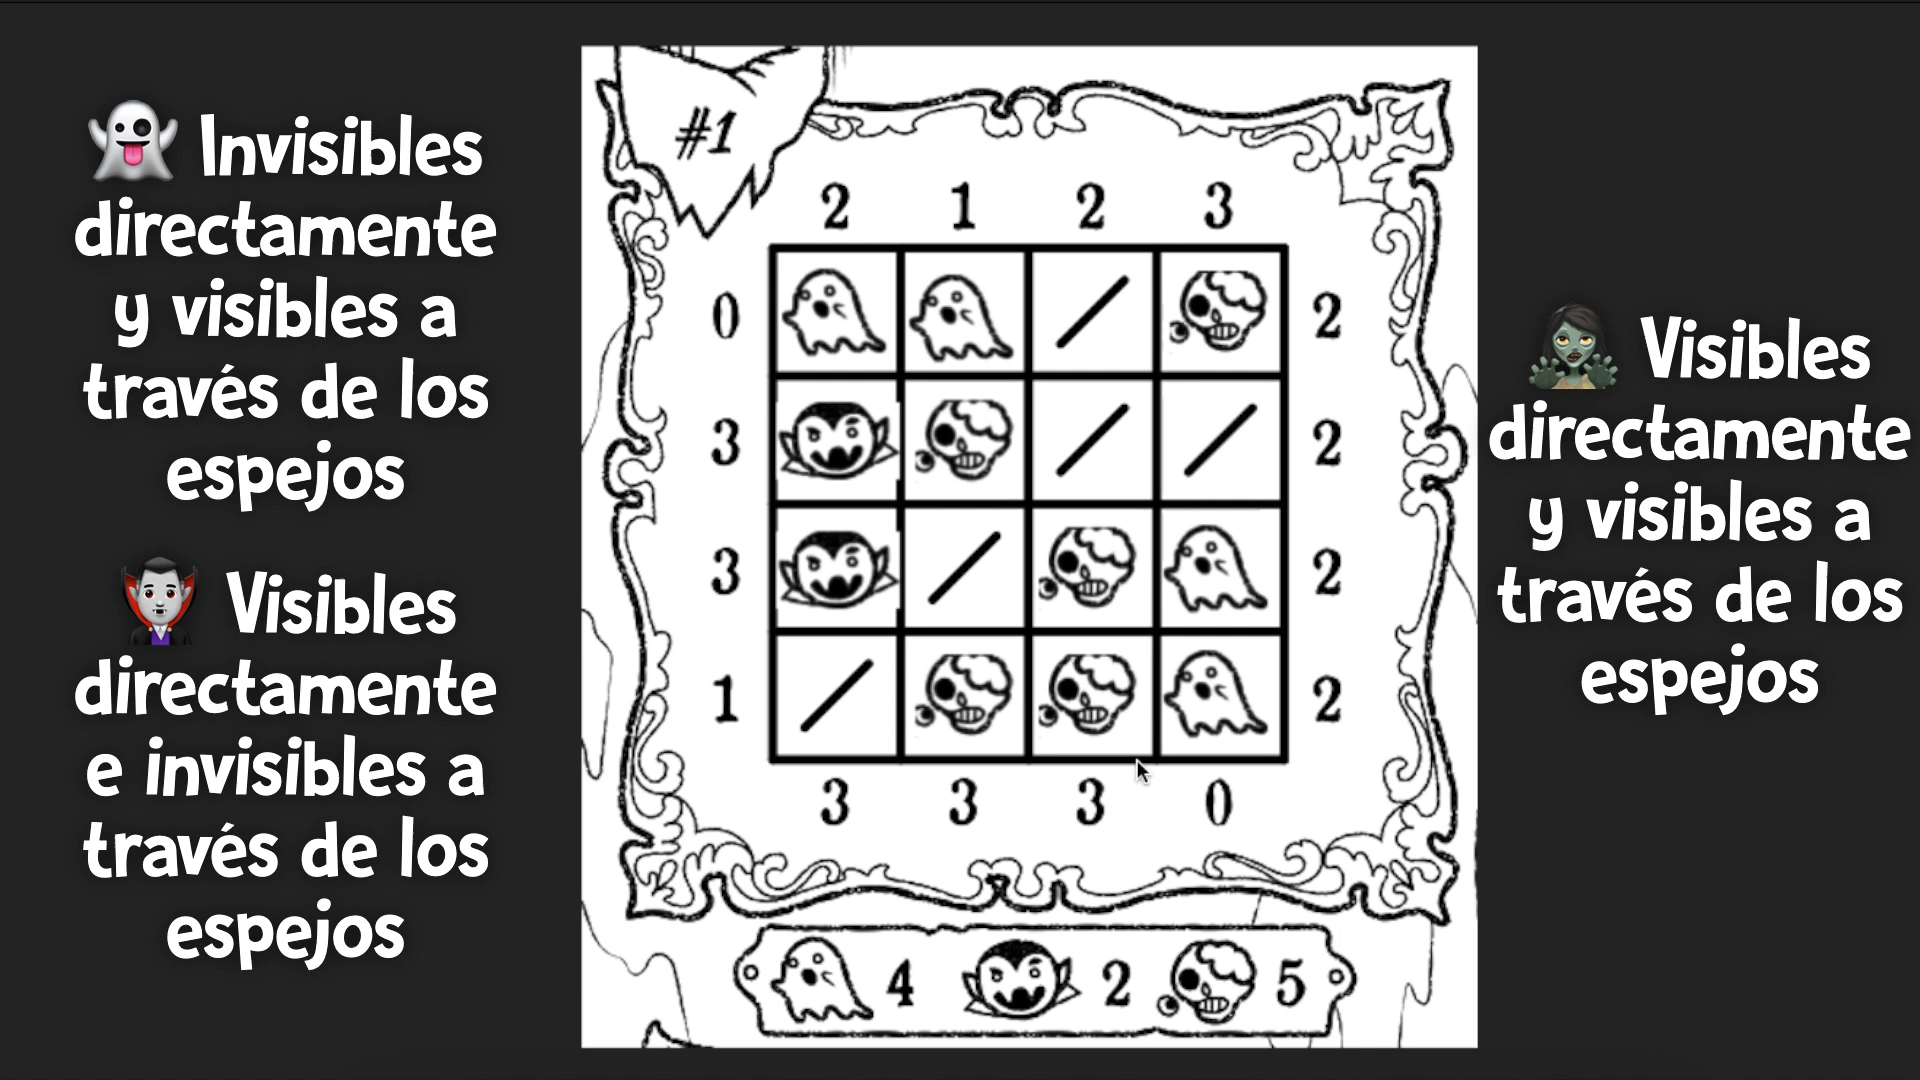 👻 Invisibles
directamente
y visibles a
través de los
espejos
🧛 Visibles
directamente
e invisibles a
través de los
espejos
#1
2 1 2 3
0 2
3 2
3 2
1 2
3 3 3 0
4 2 5
🧟 Visibles
directamente
y visibles a
través de los
espejos